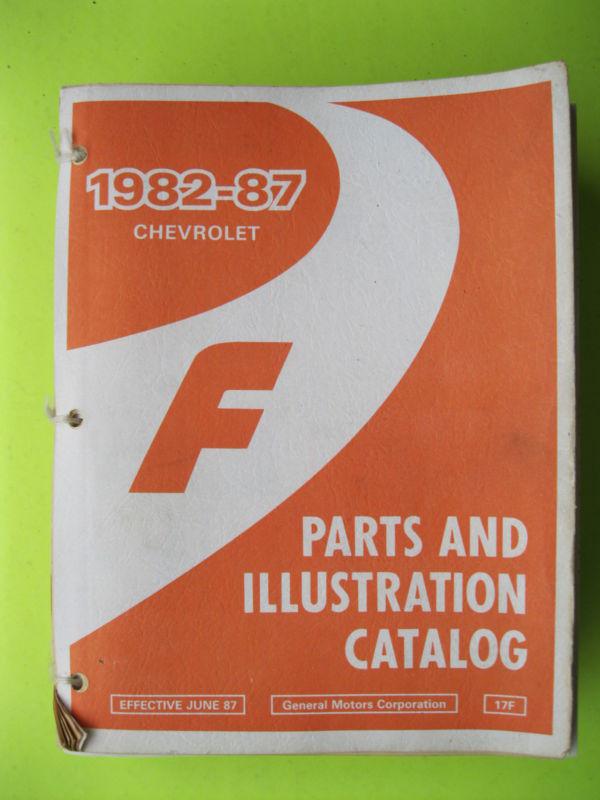 1982-87
CHEVROLET
F
PARTS AND
ILLUSTRATION
CATALOG
EFFECTIVE JUNE 87
General Motors Corporation
17F